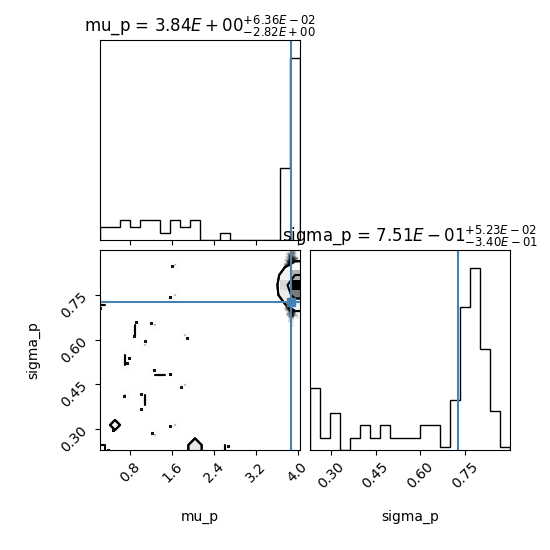 mu_p = 3.84E+00+6.36E−02−2.82E+00
sigma_p = 7.51E−01+5.23E−02−3.40E−01
sigma_p
0.75
0.60
0.45
0.30
0.8 1.6 2.4 3.2 4.0
0.30 0.45 0.60 0.75
mu_p sigma_p